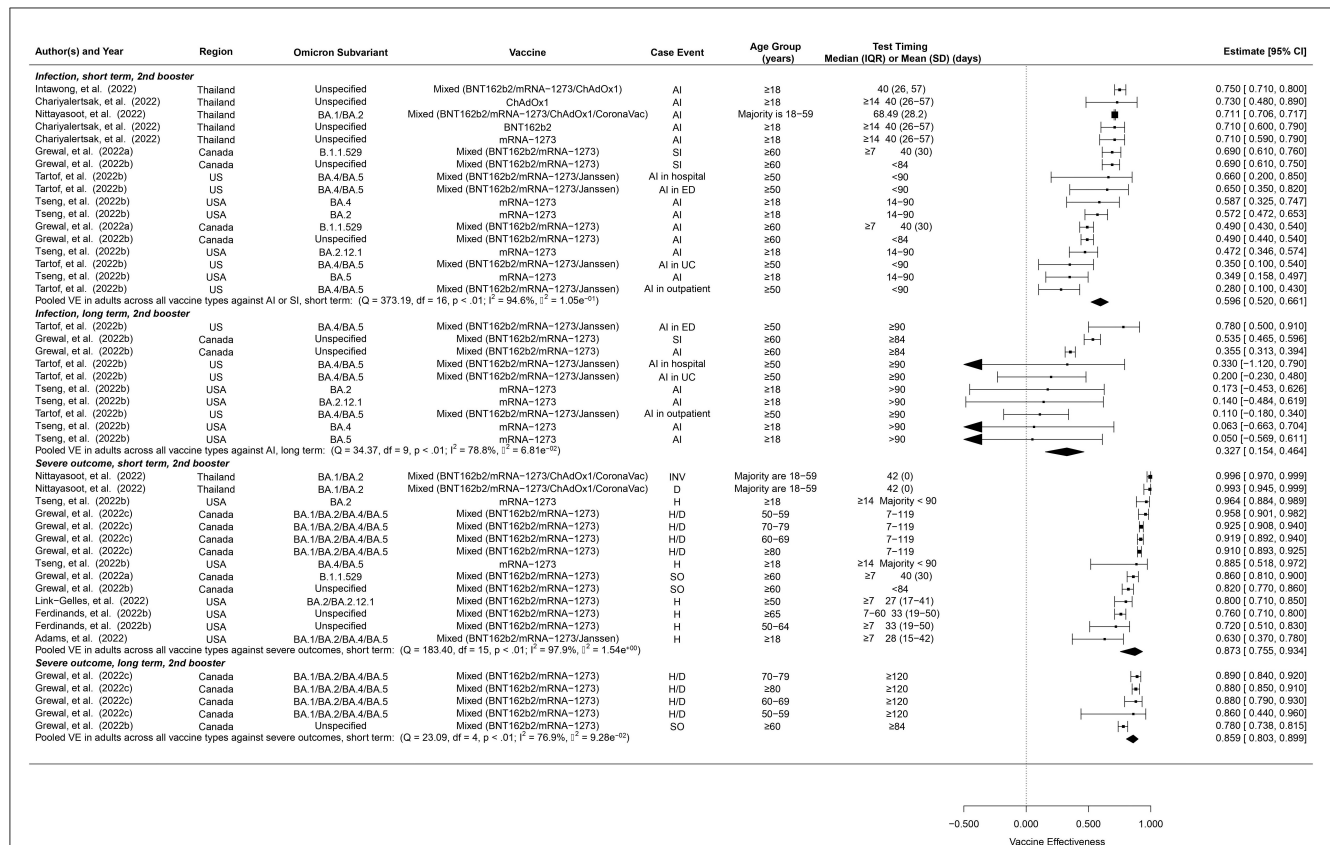 Author(s) and Year Region Omicron Subvariant Vaccine Case Event Age Group (years) Test Timing Median (IQR) or Mean (SD) (days) Estimate [95% CI]
Infection, short term, 2nd booster
Intawong, et al. (2022) Thailand Unspecified Mixed (BNT162b2/mRNA−1273/ChAdOx1) AI ≥18 40 (26, 57) 0.750 [ 0.710, 0.800]
Chariyalertsak, et al. (2022) Thailand Unspecified ChAdOx1 AI ≥18 ≥14 40 (26−57) 0.730 [ 0.480, 0.890]
Nittayasoot, et al. (2022) Thailand BA.1/BA.2 Mixed (BNT162b2/mRNA−1273/ChAdOx1/CoronaVac) AI Majority is 18−59 68.49 (28.2) 0.711 [ 0.706, 0.717]
Chariyalertsak, et al. (2022) Thailand Unspecified BNT162b2 AI ≥18 ≥14 40 (26−57) 0.710 [ 0.600, 0.790]
Chariyalertsak, et al. (2022) Thailand Unspecified mRNA−1273 AI ≥18 ≥14 40 (26−57) 0.710 [ 0.590, 0.790]
Grewal, et al. (2022a) Canada B.1.1.529 Mixed (BNT162b2/mRNA−1273) SI ≥60 ≥7 40 (30) 0.690 [ 0.610, 0.760]
Grewal, et al. (2022b) Canada Unspecified Mixed (BNT162b2/mRNA−1273) SI ≥60 <84 0.690 [ 0.610, 0.750]
Tartof, et al. (2022b) US BA.4/BA.5 Mixed (BNT162b2/mRNA−1273/Janssen) AI in hospital ≥50 <90 0.660 [ 0.200, 0.850]
Tartof, et al. (2022b) US BA.4/BA.5 Mixed (BNT162b2/mRNA−1273/Janssen) AI in ED ≥50 <90 0.650 [ 0.350, 0.820]
Tseng, et al. (2022b) USA BA.4 mRNA−1273 AI ≥18 14−90 0.587 [ 0.325, 0.747]
Tseng, et al. (2022b) USA BA.2 mRNA−1273 AI ≥18 14−90 0.572 [ 0.472, 0.653]
Grewal, et al. (2022a) Canada B.1.1.529 Mixed (BNT162b2/mRNA−1273) AI ≥60 ≥7 40 (30) 0.490 [ 0.430, 0.540]
Grewal, et al. (2022b) Canada Unspecified Mixed (BNT162b2/mRNA−1273) AI ≥60 <84 0.490 [ 0.440, 0.540]
Tseng, et al. (2022b) USA BA.2.12.1 mRNA−1273 AI ≥18 14−90 0.472 [ 0.346, 0.574]
Tartof, et al. (2022b) US BA.4/BA.5 Mixed (BNT162b2/mRNA−1273/Janssen) AI in UC ≥50 <90 0.350 [ 0.100, 0.540]
Tseng, et al. (2022b) USA BA.5 mRNA−1273 AI ≥18 14−90 0.349 [ 0.158, 0.497]
Tartof, et al. (2022b) US BA.4/BA.5 Mixed (BNT162b2/mRNA−1273/Janssen) AI in outpatient ≥50 <90 0.280 [ 0.100, 0.430]
Pooled VE in adults across all vaccine types against AI or SI, short term: (Q = 373.19, df = 16, p < .01; I² = 94.6%, ▯² = 1.05e⁻⁰¹) 0.596 [ 0.520, 0.661]
Infection, long term, 2nd booster
Tartof, et al. (2022b) US BA.4/BA.5 Mixed (BNT162b2/mRNA−1273/Janssen) AI in ED ≥50 ≥90 0.780 [ 0.500, 0.910]
Grewal, et al. (2022b) Canada Unspecified Mixed (BNT162b2/mRNA−1273) SI ≥60 ≥84 0.535 [ 0.465, 0.596]
Grewal, et al. (2022b) Canada Unspecified Mixed (BNT162b2/mRNA−1273) AI ≥60 ≥84 0.355 [ 0.313, 0.394]
Tartof, et al. (2022b) US BA.4/BA.5 Mixed (BNT162b2/mRNA−1273/Janssen) AI in hospital ≥50 ≥90 0.330 [−1.120, 0.790]
Tartof, et al. (2022b) US BA.4/BA.5 Mixed (BNT162b2/mRNA−1273/Janssen) AI in UC ≥50 ≥90 0.200 [−0.230, 0.480]
Tseng, et al. (2022b) USA BA.2 mRNA−1273 AI ≥18 >90 0.173 [−0.453, 0.626]
Tseng, et al. (2022b) USA BA.2.12.1 mRNA−1273 AI ≥18 >90 0.140 [−0.484, 0.619]
Tartof, et al. (2022b) US BA.4/BA.5 Mixed (BNT162b2/mRNA−1273/Janssen) AI in outpatient ≥50 ≥90 0.110 [−0.180, 0.340]
Tseng, et al. (2022b) USA BA.4 mRNA−1273 AI ≥18 >90 0.063 [−0.663, 0.704]
Tseng, et al. (2022b) USA BA.5 mRNA−1273 AI ≥18 >90 0.050 [−0.569, 0.611]
Pooled VE in adults across all vaccine types against AI, long term: (Q = 34.37, df = 9, p < .01; I² = 78.8%, ▯² = 6.81e⁻⁰²) 0.327 [ 0.154, 0.464]
Severe outcome, short term, 2nd booster
Nittayasoot, et al. (2022) Thailand BA.1/BA.2 Mixed (BNT162b2/mRNA−1273/ChAdOx1/CoronaVac) INV Majority are 18−59 42 (0) 0.996 [ 0.970, 0.999]
Nittayasoot, et al. (2022) Thailand BA.1/BA.2 Mixed (BNT162b2/mRNA−1273/ChAdOx1/CoronaVac) D Majority are 18−59 42 (0) 0.993 [ 0.945, 0.999]
Tseng, et al. (2022b) USA BA.2 mRNA−1273 H ≥18 ≥14 Majority < 90 0.964 [ 0.884, 0.989]
Grewal, et al. (2022c) Canada BA.1/BA.2/BA.4/BA.5 Mixed (BNT162b2/mRNA−1273) H/D 50−59 7−119 0.958 [ 0.901, 0.982]
Grewal, et al. (2022c) Canada BA.1/BA.2/BA.4/BA.5 Mixed (BNT162b2/mRNA−1273) H/D 70−79 7−119 0.925 [ 0.908, 0.940]
Grewal, et al. (2022c) Canada BA.1/BA.2/BA.4/BA.5 Mixed (BNT162b2/mRNA−1273) H/D 60−69 7−119 0.919 [ 0.892, 0.940]
Grewal, et al. (2022c) Canada BA.1/BA.2/BA.4/BA.5 Mixed (BNT162b2/mRNA−1273) H/D ≥80 7−119 0.910 [ 0.893, 0.925]
Tseng, et al. (2022b) USA BA.4/BA.5 mRNA−1273 H ≥18 ≥14 Majority < 90 0.885 [ 0.518, 0.972]
Grewal, et al. (2022a) Canada B.1.1.529 Mixed (BNT162b2/mRNA−1273) SO ≥60 ≥7 40 (30) 0.860 [ 0.810, 0.900]
Grewal, et al. (2022b) Canada Unspecified Mixed (BNT162b2/mRNA−1273) SO ≥60 <84 0.820 [ 0.770, 0.860]
Link−Gelles, et al. (2022) USA BA.2/BA.2.12.1 Mixed (BNT162b2/mRNA−1273) H ≥50 ≥7 27 (17−41) 0.800 [ 0.710, 0.850]
Ferdinands, et al. (2022b) USA Unspecified Mixed (BNT162b2/mRNA−1273) H ≥65 7−60 33 (19−50) 0.760 [ 0.710, 0.800]
Ferdinands, et al. (2022b) USA Unspecified Mixed (BNT162b2/mRNA−1273) H 50−64 ≥7 33 (19−50) 0.720 [ 0.510, 0.830]
Adams, et al. (2022) USA BA.1/BA.2/BA.4/BA.5 Mixed (BNT162b2/mRNA−1273/Janssen) H ≥18 ≥7 28 (15−42) 0.630 [ 0.370, 0.780]
Pooled VE in adults across all vaccine types against severe outcomes, short term: (Q = 183.40, df = 15, p < .01; I² = 97.9%, ▯² = 1.54e⁺⁰⁰) 0.873 [ 0.755, 0.934]
Severe outcome, long term, 2nd booster
Grewal, et al. (2022c) Canada BA.1/BA.2/BA.4/BA.5 Mixed (BNT162b2/mRNA−1273) H/D 70−79 ≥120 0.890 [ 0.840, 0.920]
Grewal, et al. (2022c) Canada BA.1/BA.2/BA.4/BA.5 Mixed (BNT162b2/mRNA−1273) H/D ≥80 ≥120 0.880 [ 0.850, 0.910]
Grewal, et al. (2022c) Canada BA.1/BA.2/BA.4/BA.5 Mixed (BNT162b2/mRNA−1273) H/D 60−69 ≥120 0.880 [ 0.790, 0.930]
Grewal, et al. (2022c) Canada BA.1/BA.2/BA.4/BA.5 Mixed (BNT162b2/mRNA−1273) H/D 50−59 ≥120 0.860 [ 0.440, 0.960]
Grewal, et al. (2022b) Canada Unspecified Mixed (BNT162b2/mRNA−1273) SO ≥60 ≥84 0.780 [ 0.738, 0.815]
Pooled VE in adults across all vaccine types against severe outcomes, short term: (Q = 23.09, df = 4, p < .01; I² = 76.9%, ▯² = 9.28e⁻⁰²) 0.859 [ 0.803, 0.899]
−0.500 0.000 1.000
Vaccine Effectiveness